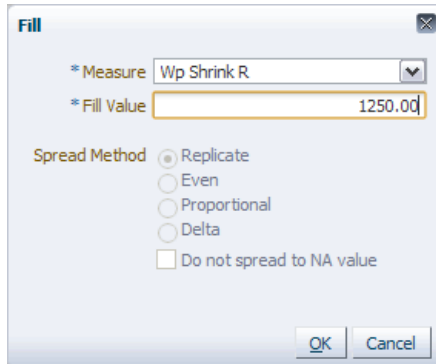 Fill
* Measure Wp Shrink R
* Fill Value 1250.00
Spread Method Replicate
Even
Proportional
Delta
Do not spread to NA value
OK Cancel